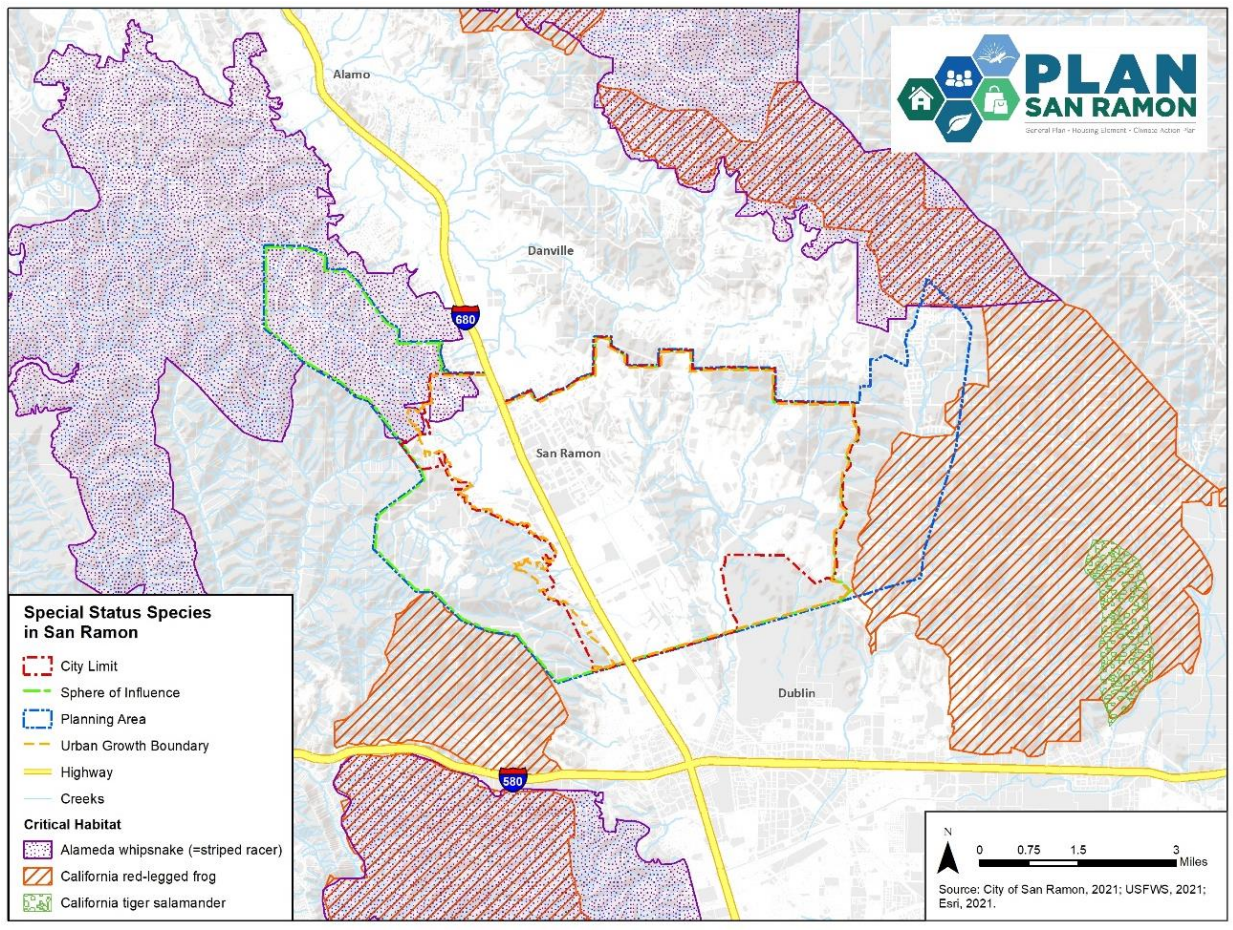 Alamo
PLAN
SAN RAMON
General Plan - Housing Element - Climate Action Plan
Danville
680
San Ramon
Dublin
580
Special Status Species
in San Ramon
City Limit
Sphere of Influence
Planning Area
Urban Growth Boundary
Highway
Creeks
Critical Habitat
Alameda whipsnake (=striped racer)
California red-legged frog
California tiger salamander
N
0 0.75 1.5 3
Miles
Source: City of San Ramon, 2021; USFWS, 2021;
Esri, 2021.